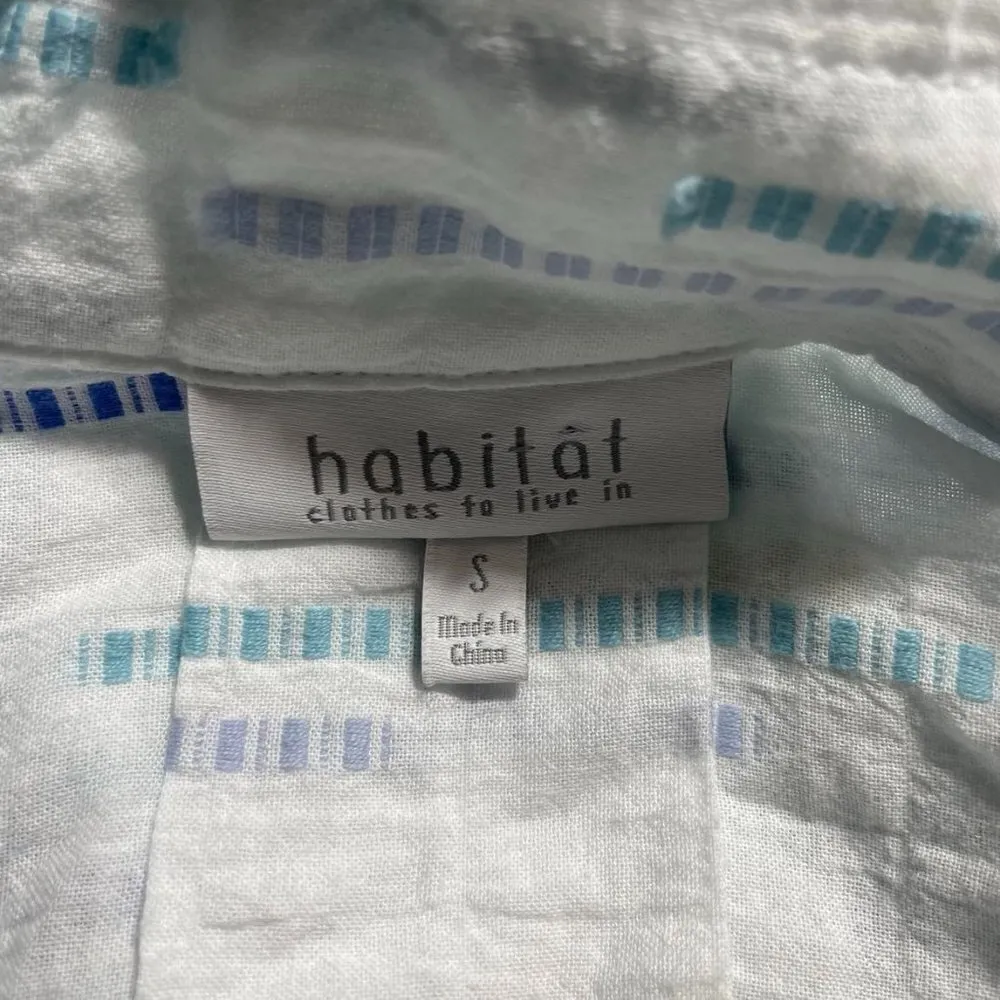 habitât
clothes to live in
S
Made In
China